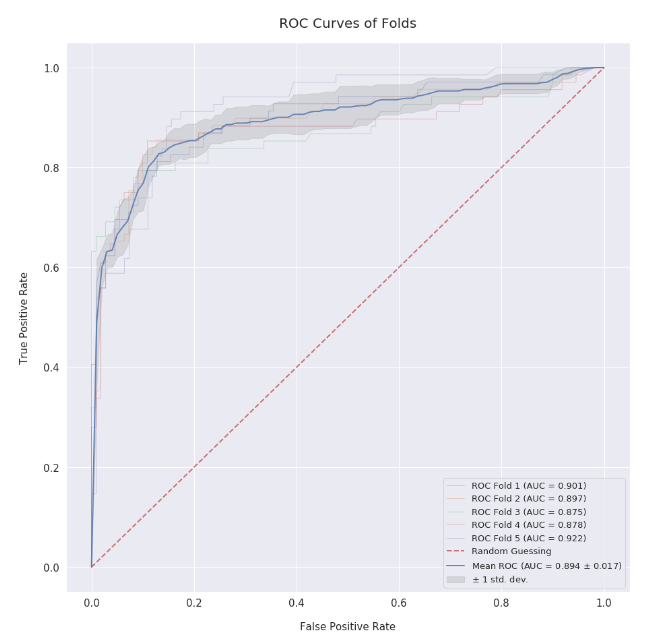 ROC Curves of Folds
True Positive Rate
1.0
0.8
0.6
0.4
0.2
0.0
ROC Fold 1 (AUC = 0.901)
ROC Fold 2 (AUC = 0.897)
ROC Fold 3 (AUC = 0.875)
ROC Fold 4 (AUC = 0.878)
ROC Fold 5 (AUC = 0.922)
Random Guessing
Mean ROC (AUC = 0.894 ± 0.017)
± 1 std. dev.
0.0 0.2 0.4 0.6 0.8 1.0
False Positive Rate